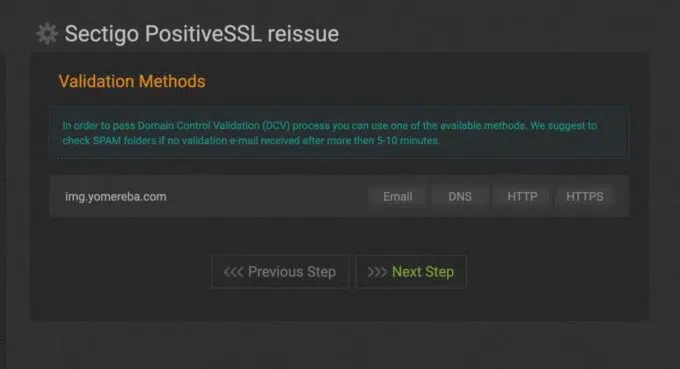 Sectigo PositiveSSL reissue
Validation Methods
In order to pass Domain Control Validation (DCV) process you can use one of the available methods. We suggest to
check SPAM folders if no validation e-mail received after more then 5-10 minutes.
img.yomereba.com Email DNS HTTP HTTPS
Previous Step Next Step